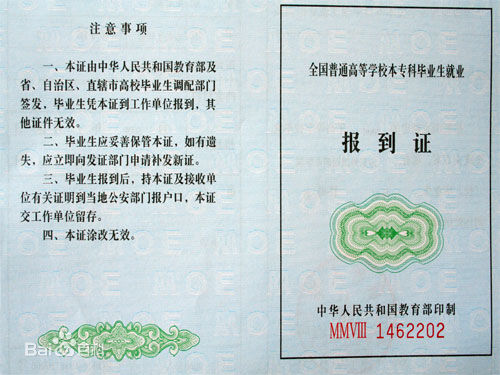 注意事项
一、本证由中华人民共和国教育部及
省、自治区、直辖市高校毕业生调配部门
签发，毕业生凭本证到工作单位报到，其
他证件无效。
二、毕业生应妥善保管本证，如有遗
失，应立即向发证部门申请补发新证。
三、毕业生报到后，持本证及接收单
位有关证明到当地公安部门报户口，本证
交工作单位留存。
四、本证涂改无效。
Bai 百科
全国普通高等学校本专科毕业生就业
报到证
中华人民共和国教育部印制
MMVIII 1462202